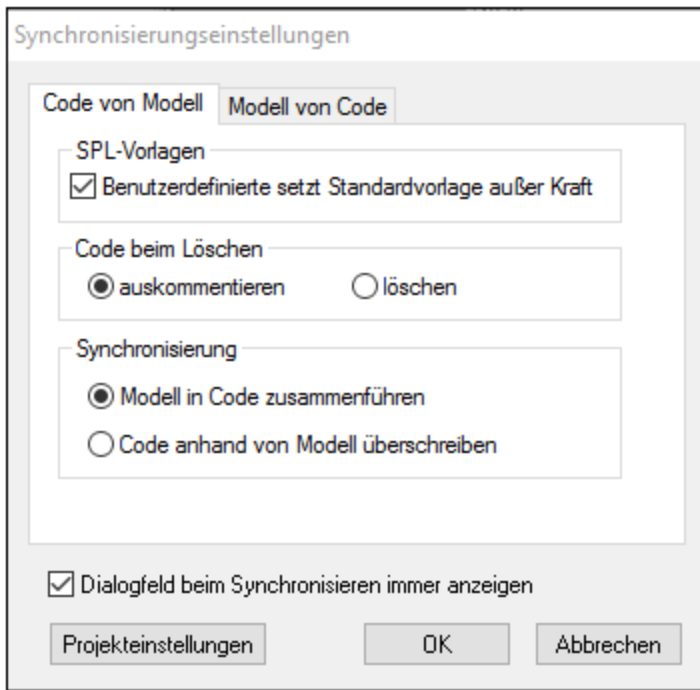 Synchronisierungseinstellungen
Code von Modell
Modell von Code
SPL-Vorlagen
Benutzerdefinierte setzt Standardvorlage außer Kraft
Code beim Löschen
auskommentieren
löschen
Synchronisierung
Modell in Code zusammenführen
Code anhand von Modell überschreiben
Dialogfeld beim Synchronisieren immer anzeigen
Projekteinstellungen
OK
Abbrechen